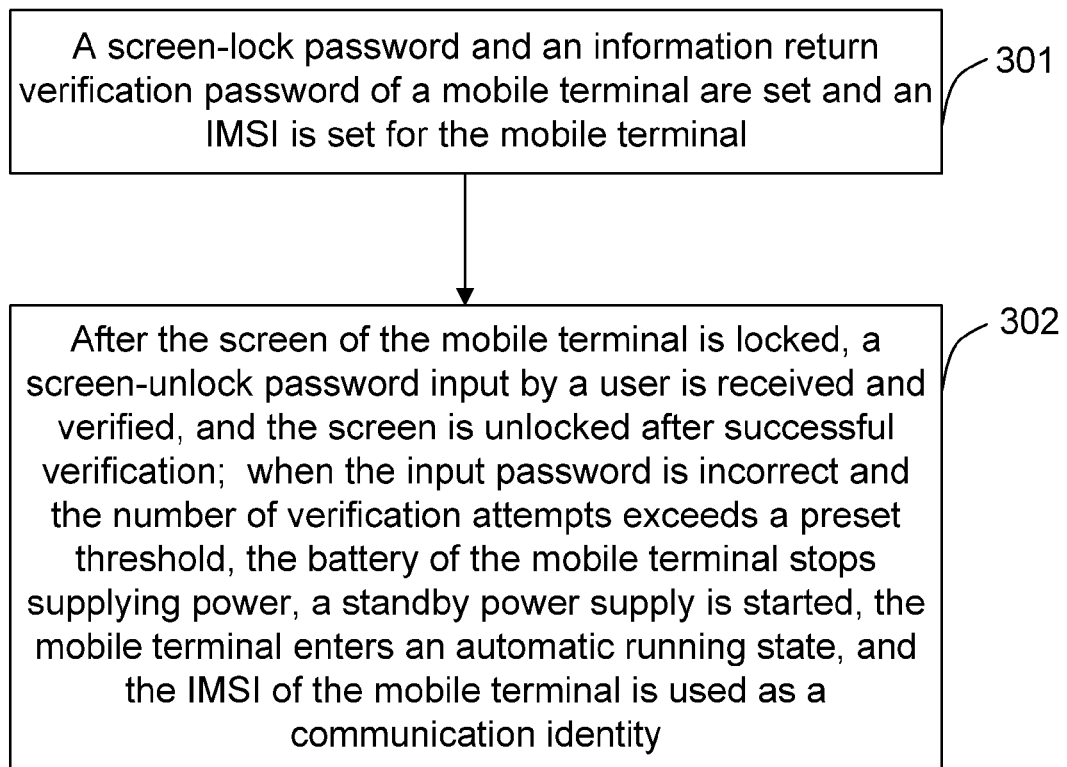 A screen-lock password and an information return
verification password of a mobile terminal are set and an
IMSI is set for the mobile terminal
301
After the screen of the mobile terminal is locked, a
screen-unlock password input by a user is received and
verified, and the screen is unlocked after successful
verification; when the input password is incorrect and
the number of verification attempts exceeds a preset
threshold, the battery of the mobile terminal stops
supplying power, a standby power supply is started, the
mobile terminal enters an automatic running state, and
the IMSI of the mobile terminal is used as a
communication identity
302